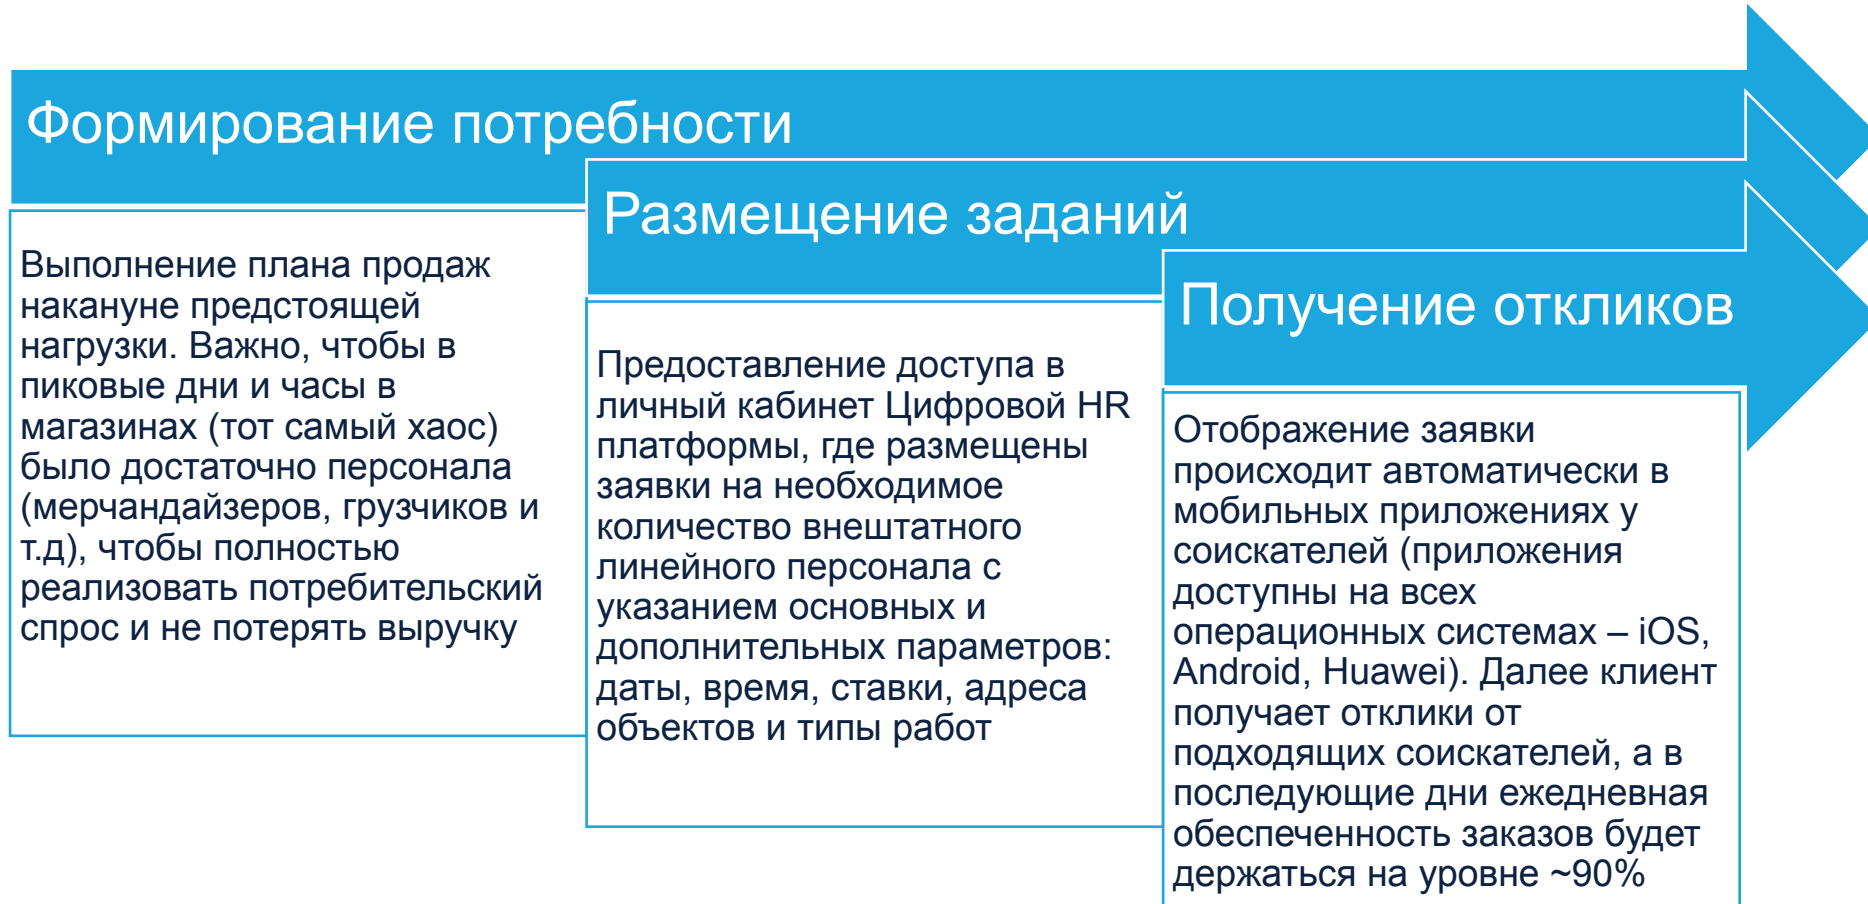 Формирование потребности
Выполнение плана продаж
накануне предстоящей
нагрузки. Важно, чтобы в
пиковые дни и часы в
магазинах (тот самый хаос)
было достаточно персонала
(мерчандайзеров, грузчиков и
т.д), чтобы полностью
реализовать потребительский
спрос и не потерять выручку
Размещение заданий
Предоставление доступа в
личный кабинет Цифровой HR
платформы, где размещены
заявки на необходимое
количество внештатного
линейного персонала с
указанием основных и
дополнительных параметров:
даты, время, ставки, адреса
объектов и типы работ
Получение откликов
Отображение заявки
происходит автоматически в
мобильных приложениях у
соискателей (приложения
доступны на всех
операционных системах – iOS,
Android, Huawei). Далее клиент
получает отклики от
подходящих соискателей, а в
последующие дни ежедневная
обеспеченность заказов будет
держаться на уровне ~90%